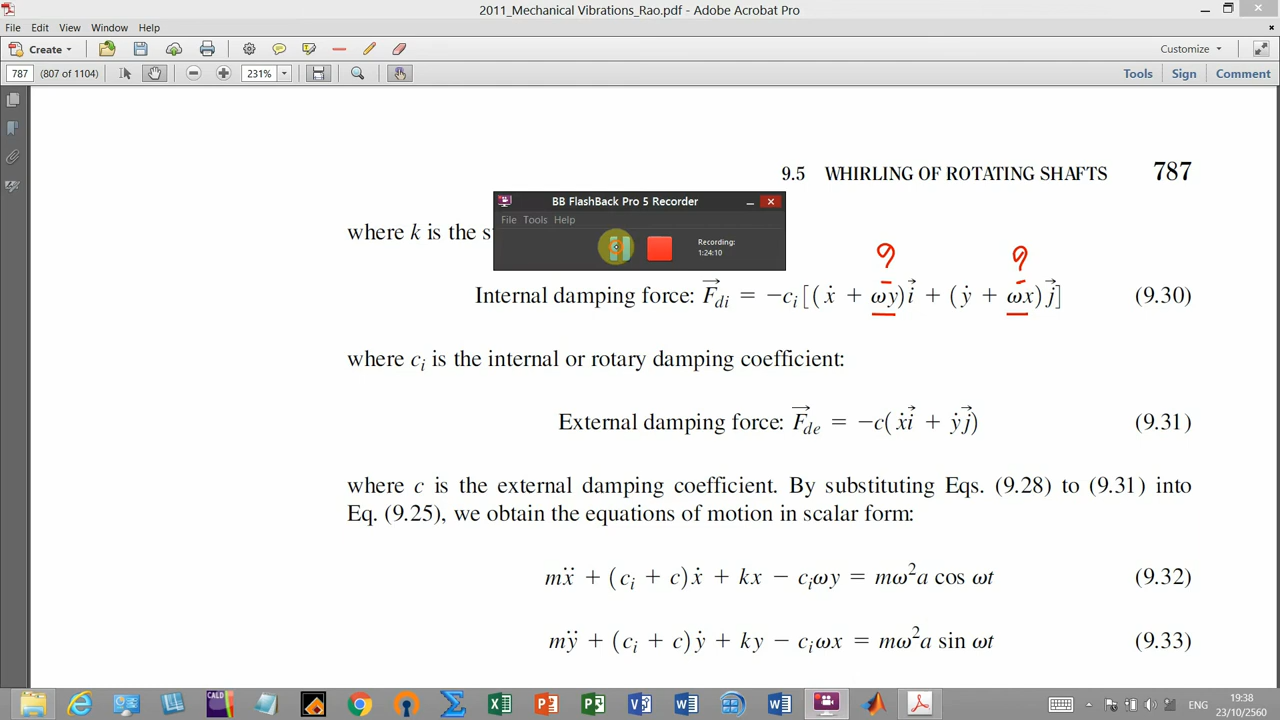 2011_Mechanical Vibrations_Rao.pdf - Adobe Acrobat Pro
File Edit View Window Help
Create Customize
787 (807 of 1104) 231% Tools Sign Comment
9.5 WHIRLING OF ROTATING SHAFTS 787
BB FlashBack Pro 5 Recorder
File Tools Help
Recording:
1:24:10
where k is the s
? ?
Internal damping force: F⃗di = −ci[(ẋ + ωy)i⃗ + (ẏ + ωx)j⃗] (9.30)
where ci is the internal or rotary damping coefficient:
External damping force: F⃗de = −c(ẋi⃗ + ẏj⃗) (9.31)
where c is the external damping coefficient. By substituting Eqs. (9.28) to (9.31) into
Eq. (9.25), we obtain the equations of motion in scalar form:
mẍ + (ci + c)ẋ + kx − ciωy = mω²a cos ωt (9.32)
mÿ + (ci + c)ẏ + ky − ciωx = mω²a sin ωt (9.33)
CALD
ENG
19:38
23/10/2560